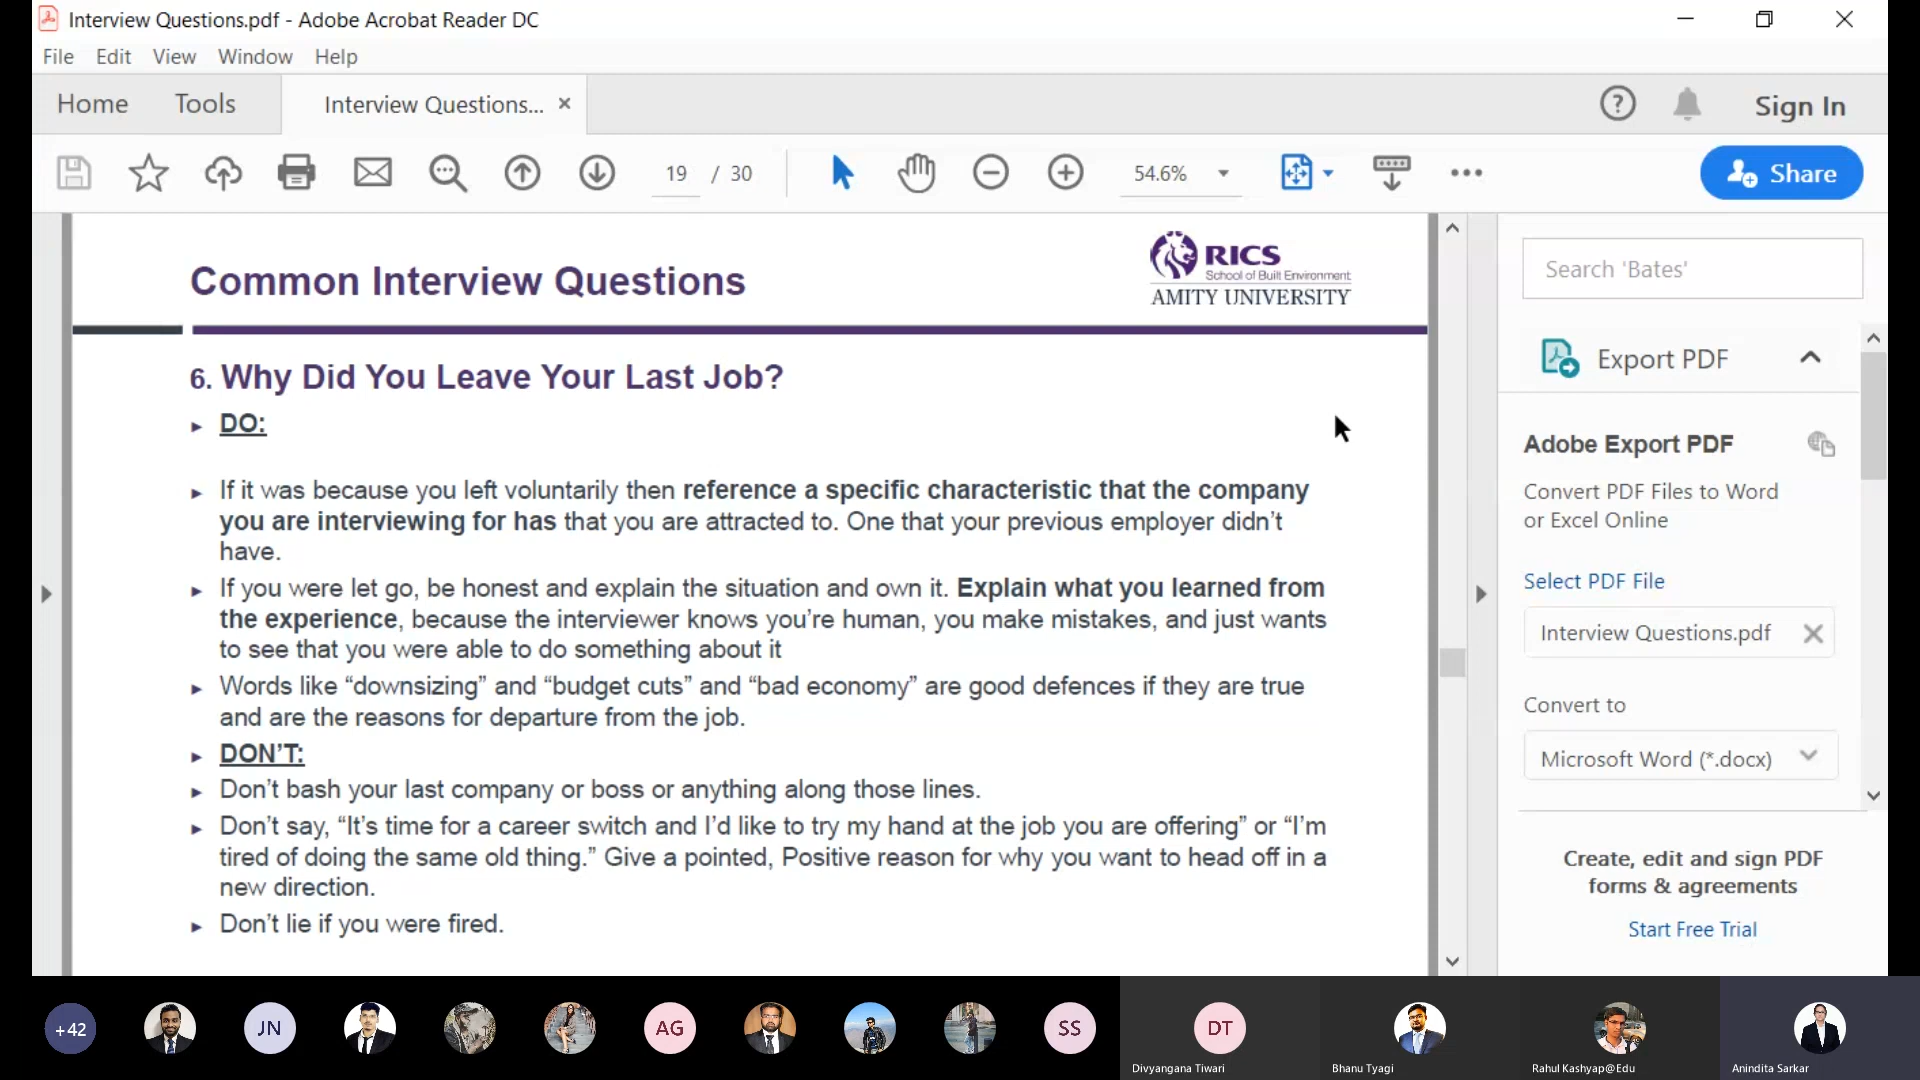 Interview Questions.pdf - Adobe Acrobat Reader DC
File Edit View Window Help
Home Tools Interview Questions... Sign In
19 / 30 54.6% Share
Common Interview Questions
RICS
School of Built Environment
AMITY UNIVERSITY
6. Why Did You Leave Your Last Job?
DO:
If it was because you left voluntarily then reference a specific characteristic that the company
you are interviewing for has that you are attracted to. One that your previous employer didn’t
have.
If you were let go, be honest and explain the situation and own it. Explain what you learned from
the experience, because the interviewer knows you’re human, you make mistakes, and just wants
to see that you were able to do something about it
Words like “downsizing” and “budget cuts” and “bad economy” are good defences if they are true
and are the reasons for departure from the job.
DON’T:
Don’t bash your last company or boss or anything along those lines.
Don’t say, “It’s time for a career switch and I’d like to try my hand at the job you are offering” or “I’m
tired of doing the same old thing.” Give a pointed, Positive reason for why you want to head off in a
new direction.
Don’t lie if you were fired.
Search 'Bates'
Export PDF
Adobe Export PDF
Convert PDF Files to Word
or Excel Online
Select PDF File
Interview Questions.pdf
Convert to
Microsoft Word (*.docx)
Create, edit and sign PDF
forms & agreements
Start Free Trial
+42 JN AG SS DT
Divyangana Tiwari Bhanu Tyagi Rahul Kashyap@Edu Anindita Sarkar